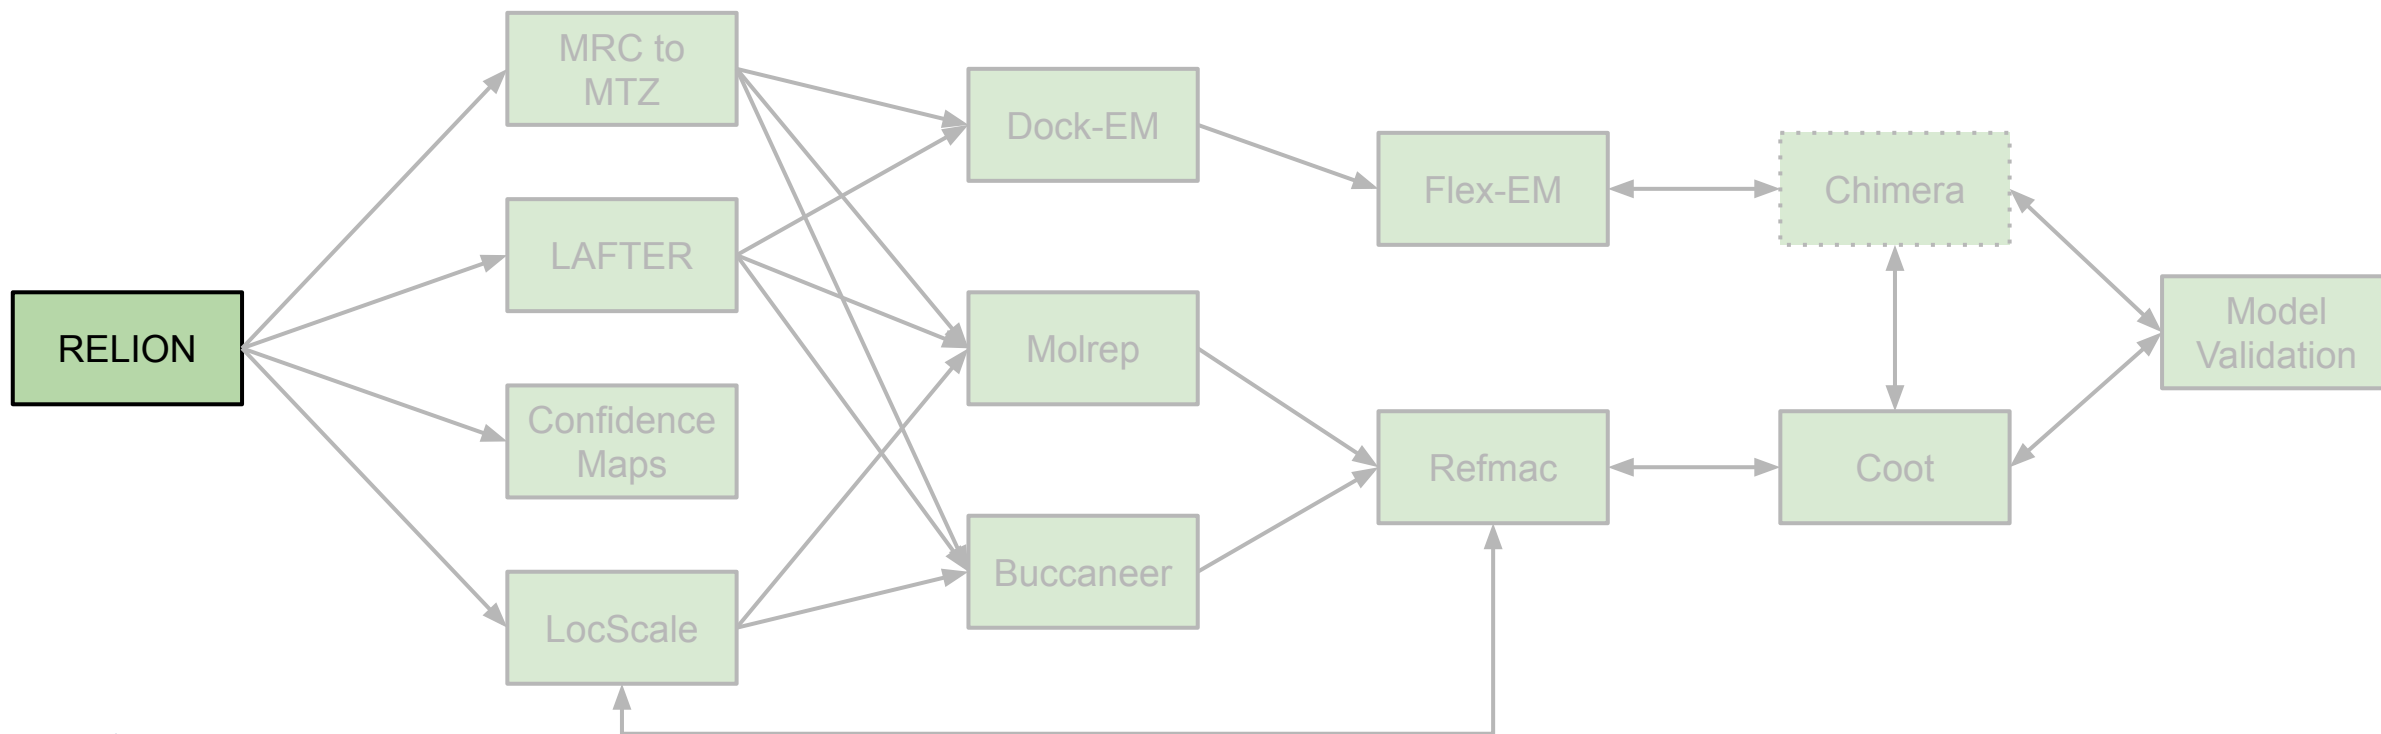 RELION
MRC to
MTZ
LAFTER
Confidence
Maps
LocScale
Dock-EM
Molrep
Buccaneer
Flex-EM
Refmac
Chimera
Coot
Model
Validation